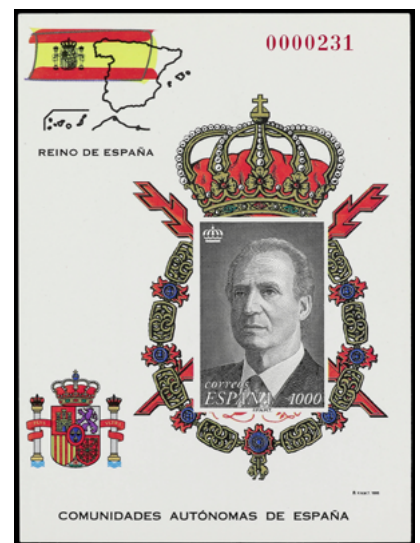 0000231
REINO DE ESPAÑA
correos
ESPAÑA 1000
COMUNIDADES AUTÓNOMAS DE ESPAÑA